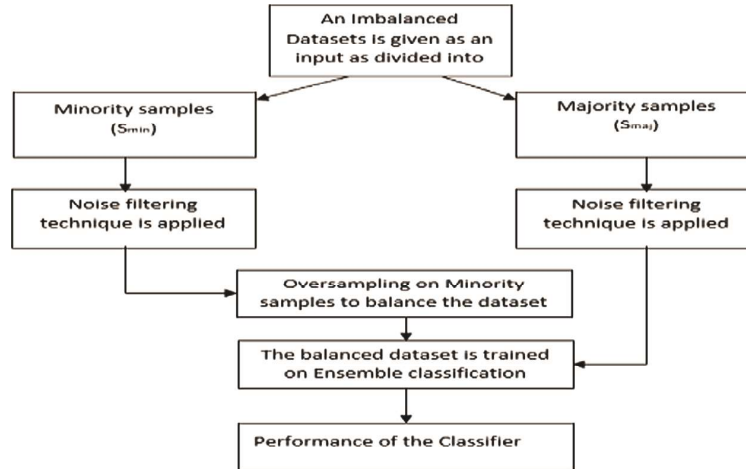 An Imbalanced
Datasets is given as an
input as divided into
Minority samples
(Smin)
Majority samples
(Smaj)
Noise filtering
technique is applied
Noise filtering
technique is applied
Oversampling on Minority
samples to balance the dataset
The balanced dataset is trained
on Ensemble classification
Performance of the Classifier